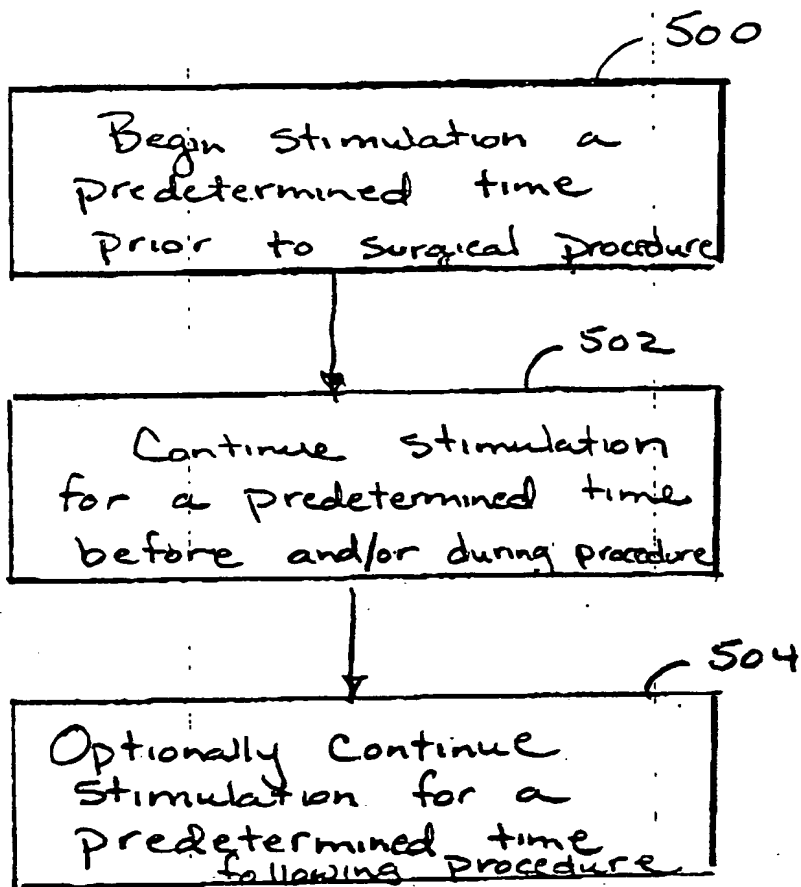 500
Begin stimulation a
predetermined time
prior to surgical procedure
502
Continue stimulation
for a predetermined time
before and/or during procedure
504
Optionally Continue
stimulation for a
predetermined time
following procedure